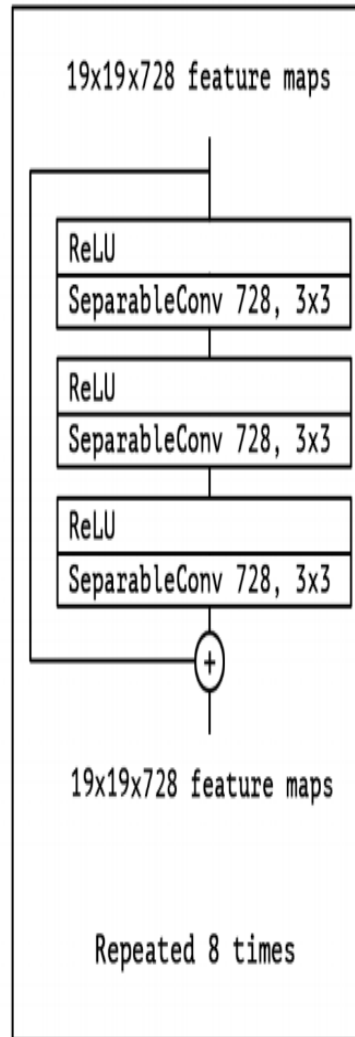 19x19x728 feature maps
ReLU
SeparableConv 728, 3x3
ReLU
SeparableConv 728, 3x3
ReLU
SeparableConv 728, 3x3
+
19x19x728 feature maps
Repeated 8 times